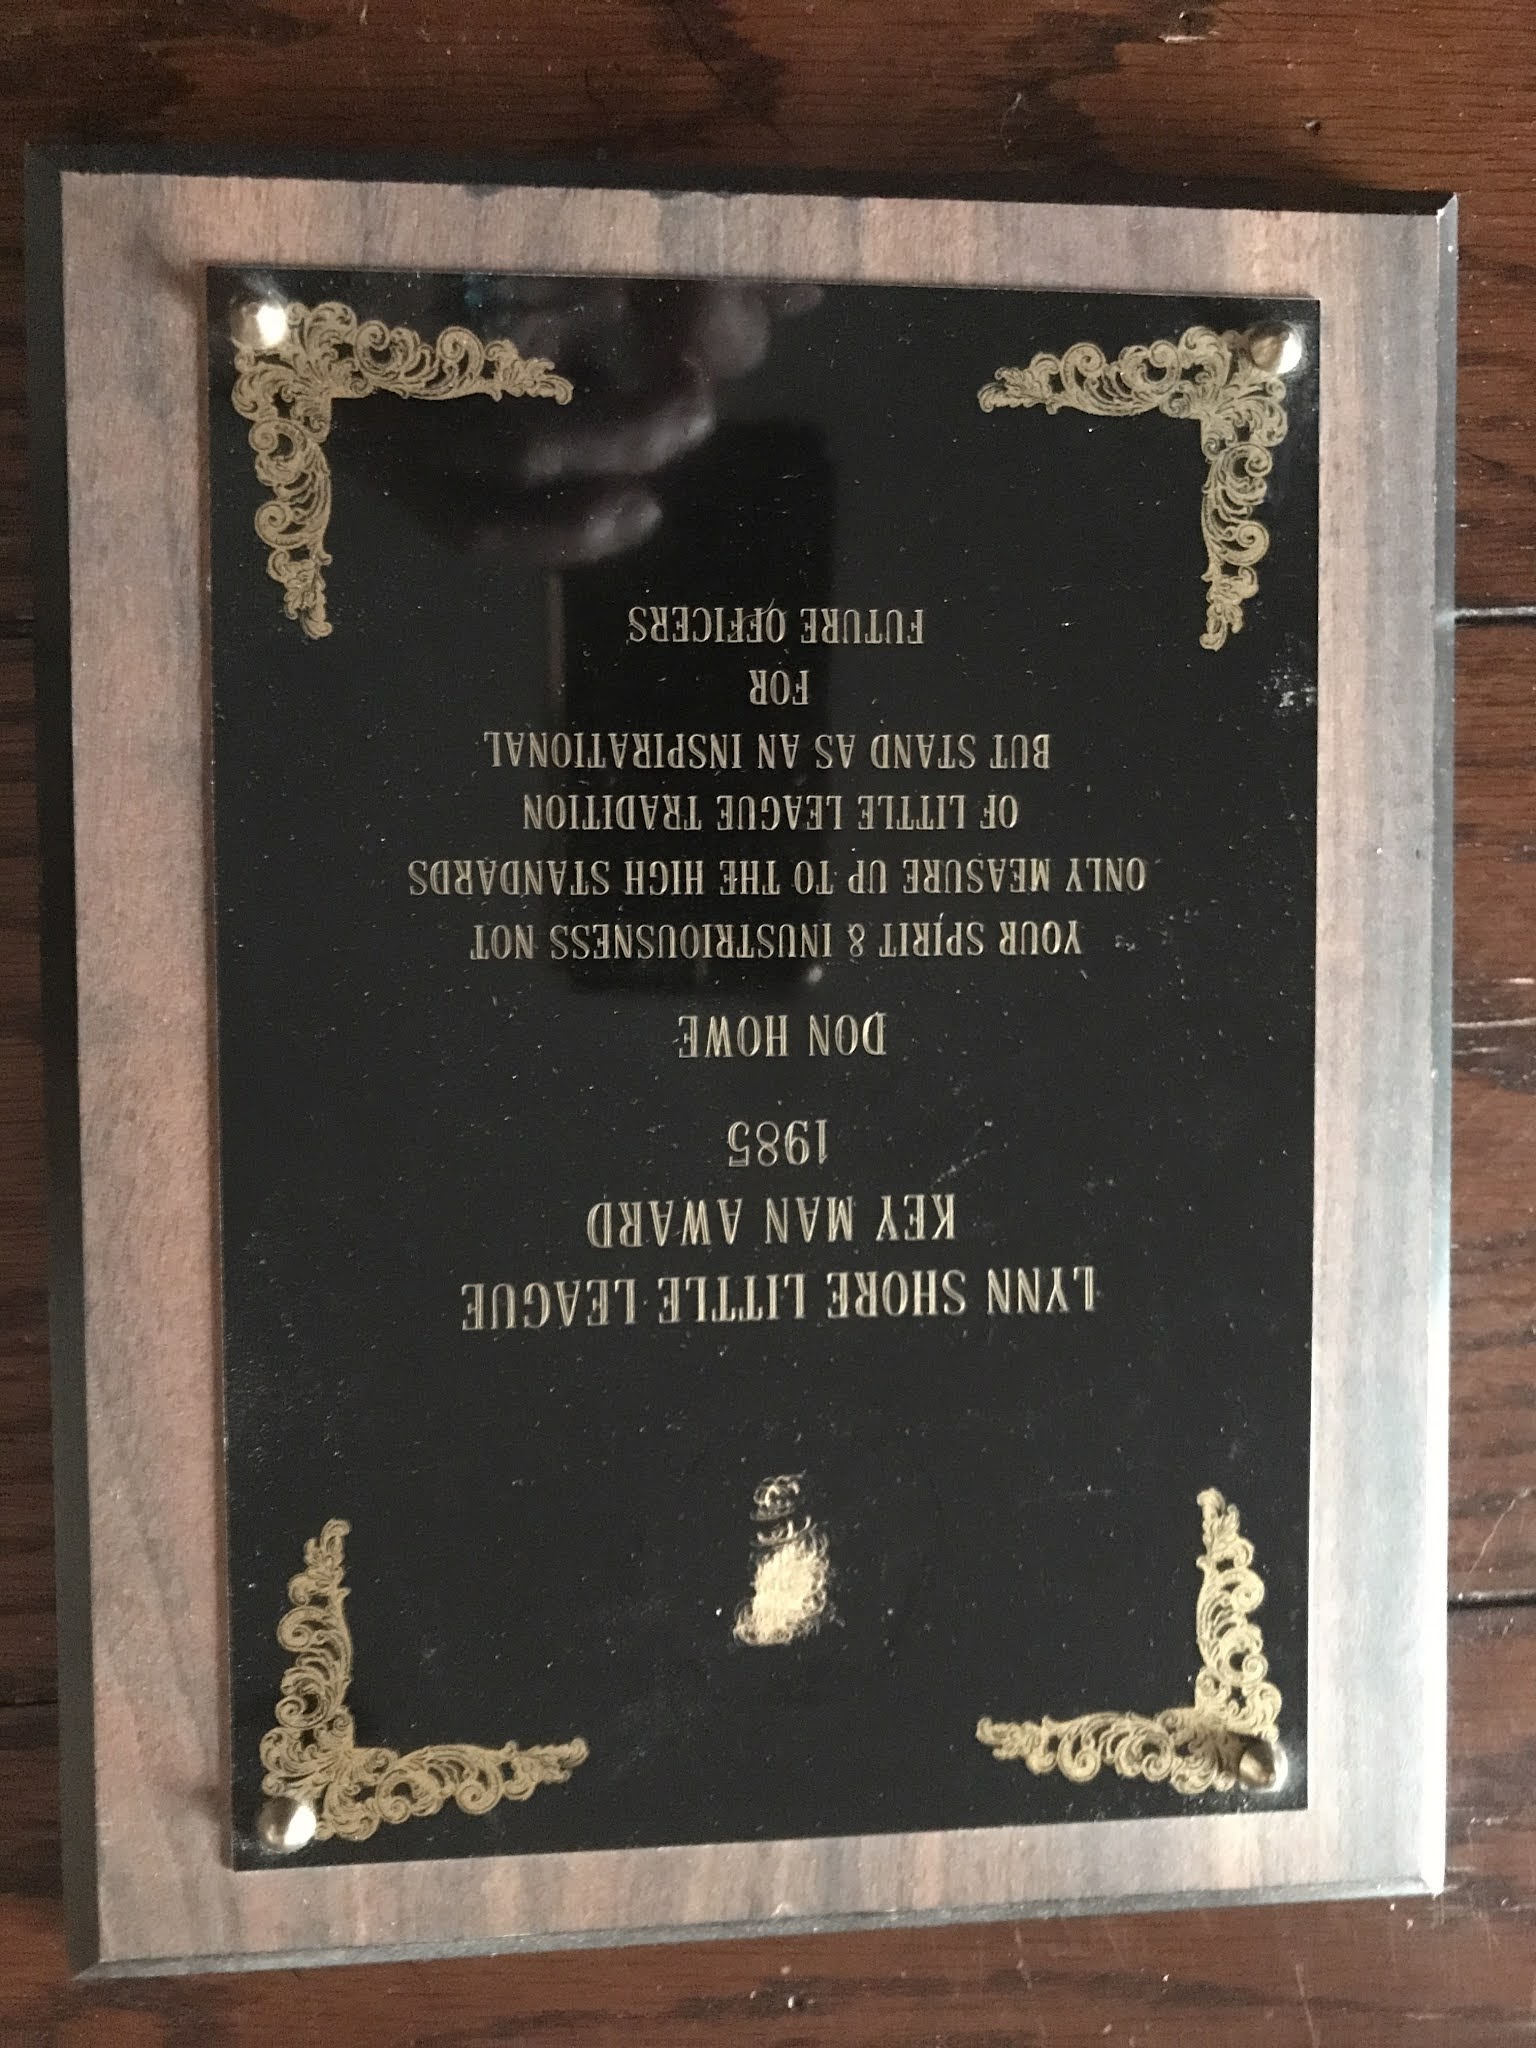 LYNN SHORE LITTLE LEAGUE
KEY MAN AWARD
1985
DON HOWE
YOUR SPIRIT & INUSTRIOUSNESS NOT
ONLY MEASURE UP TO THE HIGH STANDARDS
OF LITTLE LEAGUE TRADITION
BUT STAND AS AN INSPIRATIONAL
FOR
FUTURE OFFICERS